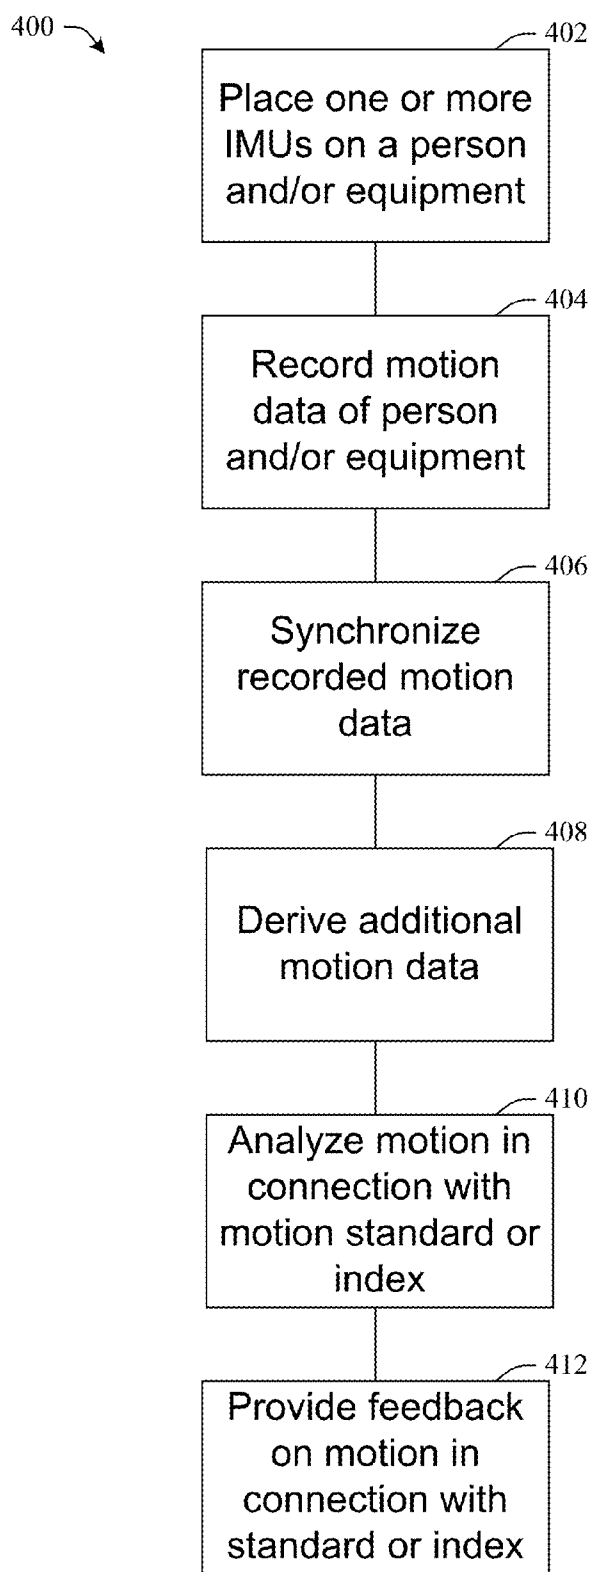 400
402
Place one or more
IMUs on a person
and/or equipment
404
Record motion
data of person
and/or equipment
406
Synchronize
recorded motion
data
408
Derive additional
motion data
410
Analyze motion in
connection with
motion standard or
index
412
Provide feedback
on motion in
connection with
standard or index